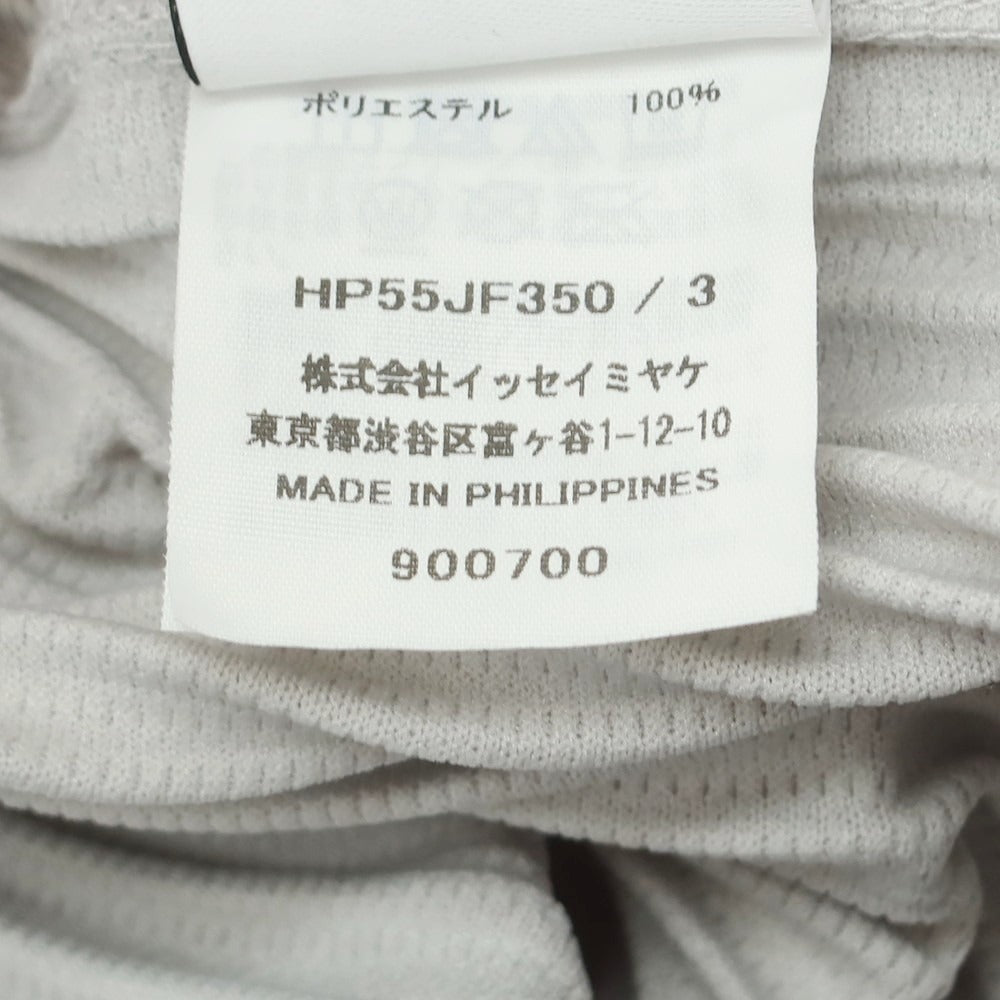 ポリエステル 100%
HP55JF350 / 3
株式会社イッセイミヤケ
東京都渋谷区富ヶ谷1-12-10
MADE IN PHILIPPINES
900700